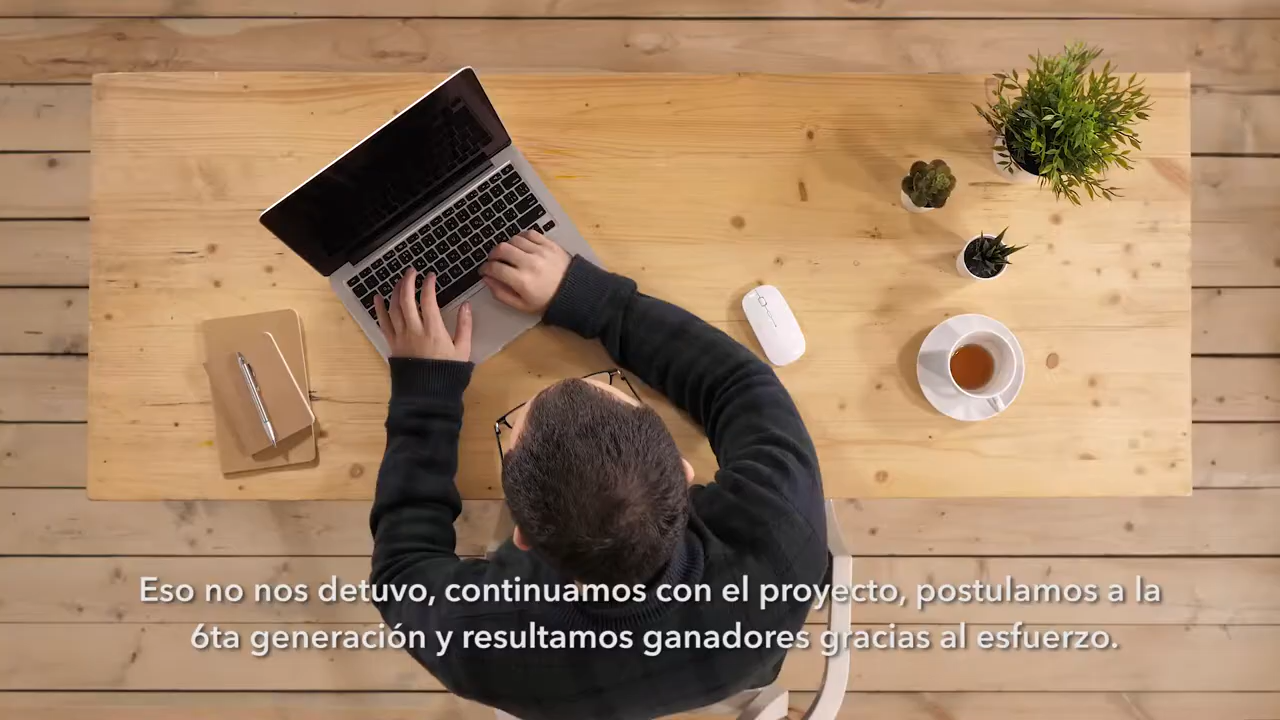 Eso no nos detuvo, continuamos con el proyecto, postulamos a la
6ta generación y resultamos ganadores gracias al esfuerzo.